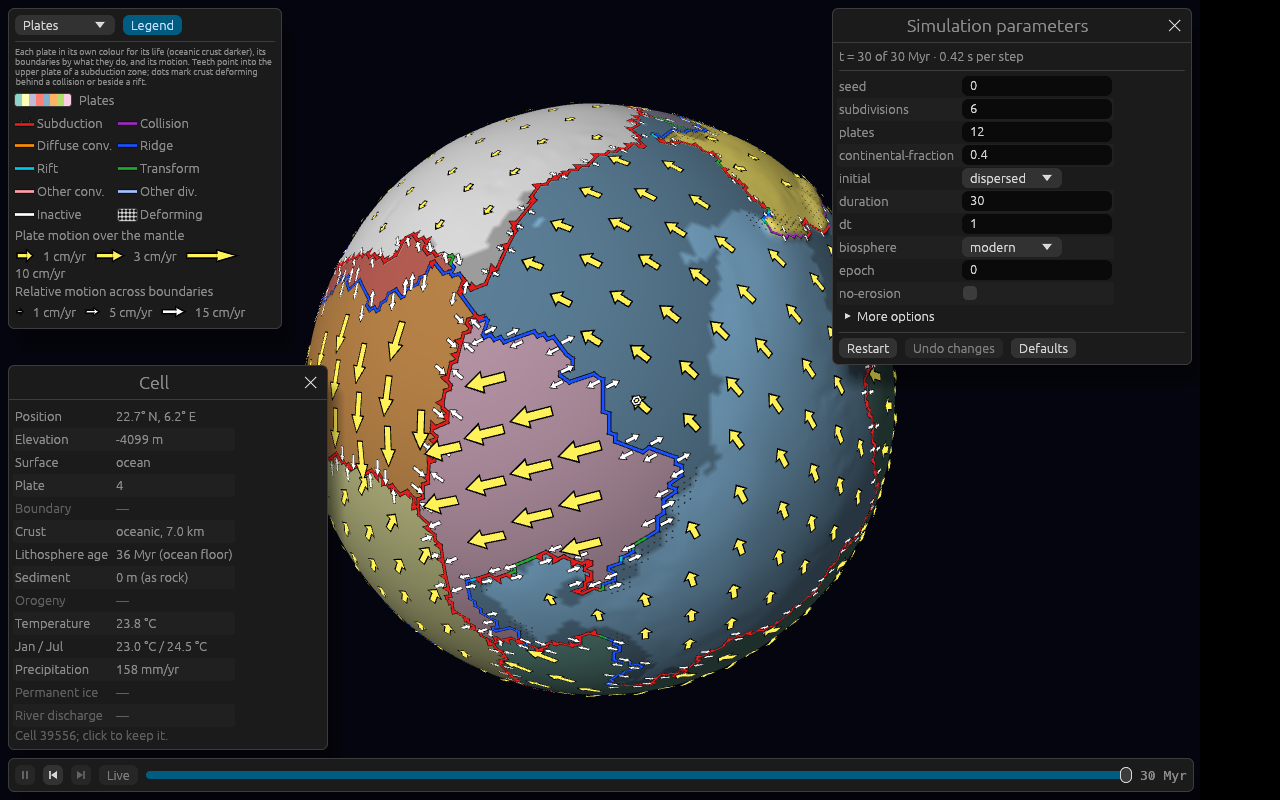 Plates
Legend
Each plate in its own colour for its life (oceanic crust darker), its
boundaries by what they do, and its motion. Teeth point into the
upper plate of a subduction zone; dots mark crust deforming
behind a collision or beside a rift.
Plates
Subduction
Collision
Diffuse conv.
Ridge
Rift
Transform
Other conv.
Other div.
Inactive
Deforming
Plate motion over the mantle
1 cm/yr
3 cm/yr
10 cm/yr
Relative motion across boundaries
1 cm/yr
5 cm/yr
15 cm/yr
Cell
Position 22.7° N, 6.2° E
Elevation -4099 m
Surface ocean
Plate 4
Boundary —
Crust oceanic, 7.0 km
Lithosphere age 36 Myr (ocean floor)
Sediment 0 m (as rock)
Orogeny —
Temperature 23.8 °C
Jan / Jul 23.0 °C / 24.5 °C
Precipitation 158 mm/yr
Permanent ice —
River discharge —
Cell 39556; click to keep it.
Simulation parameters
t = 30 of 30 Myr · 0.42 s per step
seed 0
subdivisions 6
plates 12
continental-fraction 0.4
initial dispersed
duration 30
dt 1
biosphere modern
epoch 0
no-erosion
More options
Restart
Undo changes
Defaults
Live
30 Myr